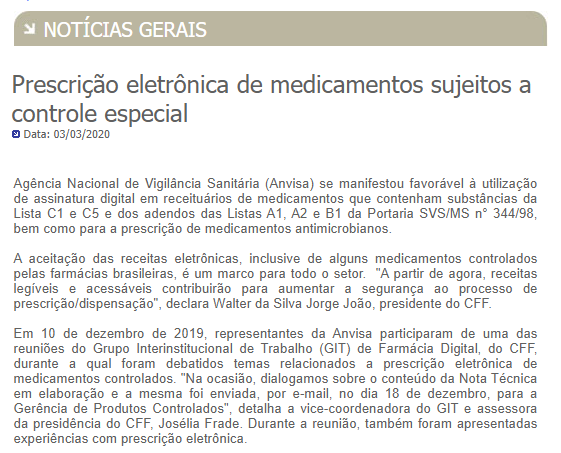 NOTÍCIAS GERAIS
Prescrição eletrônica de medicamentos sujeitos a
controle especial
Data: 03/03/2020
Agência Nacional de Vigilância Sanitária (Anvisa) se manifestou favorável à utilização
de assinatura digital em receituários de medicamentos que contenham substâncias da
Lista C1 e C5 e dos adendos das Listas A1, A2 e B1 da Portaria SVS/MS n° 344/98,
bem como para a prescrição de medicamentos antimicrobianos.
A aceitação das receitas eletrônicas, inclusive de alguns medicamentos controlados
pelas farmácias brasileiras, é um marco para todo o setor. "A partir de agora, receitas
legíveis e acessáveis contribuirão para aumentar a segurança ao processo de
prescrição/dispensação", declara Walter da Silva Jorge João, presidente do CFF.
Em 10 de dezembro de 2019, representantes da Anvisa participaram de uma das
reuniões do Grupo Interinstitucional de Trabalho (GIT) de Farmácia Digital, do CFF,
durante a qual foram debatidos temas relacionados a prescrição eletrônica de
medicamentos controlados. "Na ocasião, dialogamos sobre o conteúdo da Nota Técnica
em elaboração e a mesma foi enviada, por e-mail, no dia 18 de dezembro, para a
Gerência de Produtos Controlados", detalha a vice-coordenadora do GIT e assessora
da presidência do CFF, Josélia Frade. Durante a reunião, também foram apresentadas
experiências com prescrição eletrônica.